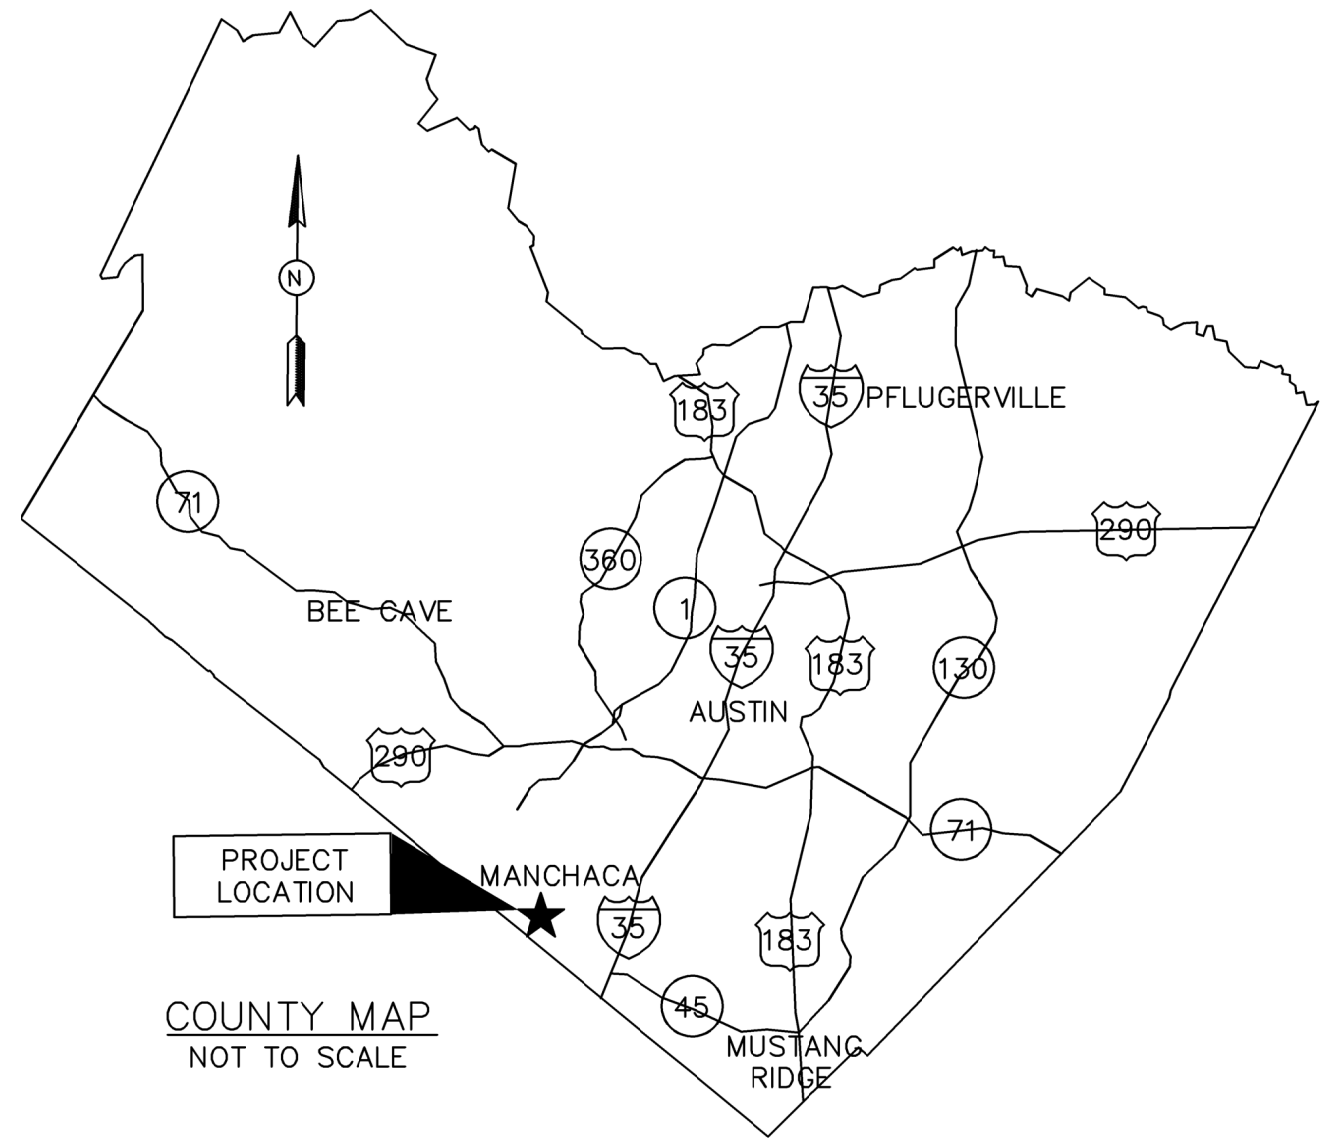 N
183
35
PFLUGERVILLE
71
290
360
1
BEE CAVE
35
183
130
AUSTIN
290
71
PROJECT
LOCATION
MANCHACA
35
183
45
COUNTY MAP
NOT TO SCALE
MUSTANG
RIDGE